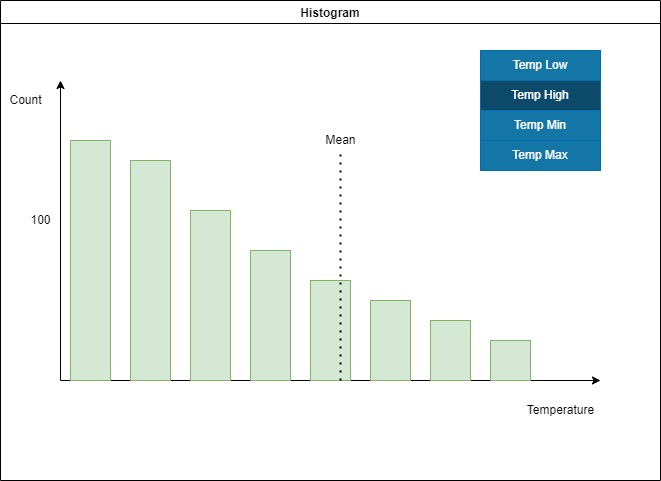 Histogram
Temp Low
Temp High
Temp Min
Temp Max
Count
Mean
100
Temperature